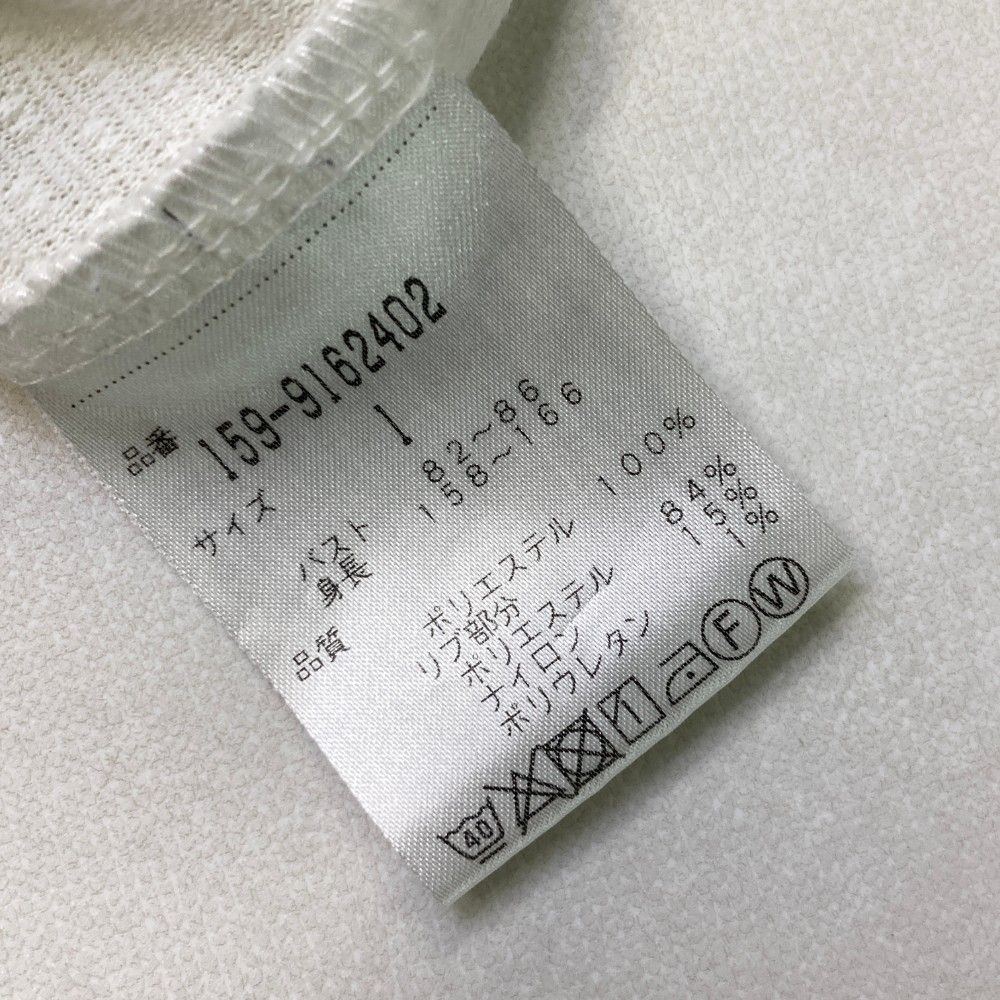 品番 159-9162402
サイズ 1
バスト 82～86
身長 158～166
品質 ポリエステル 100%
リブ部分
ポリエステル 84%
ナイロン 15%
ポリウレタン 1%
40 F W